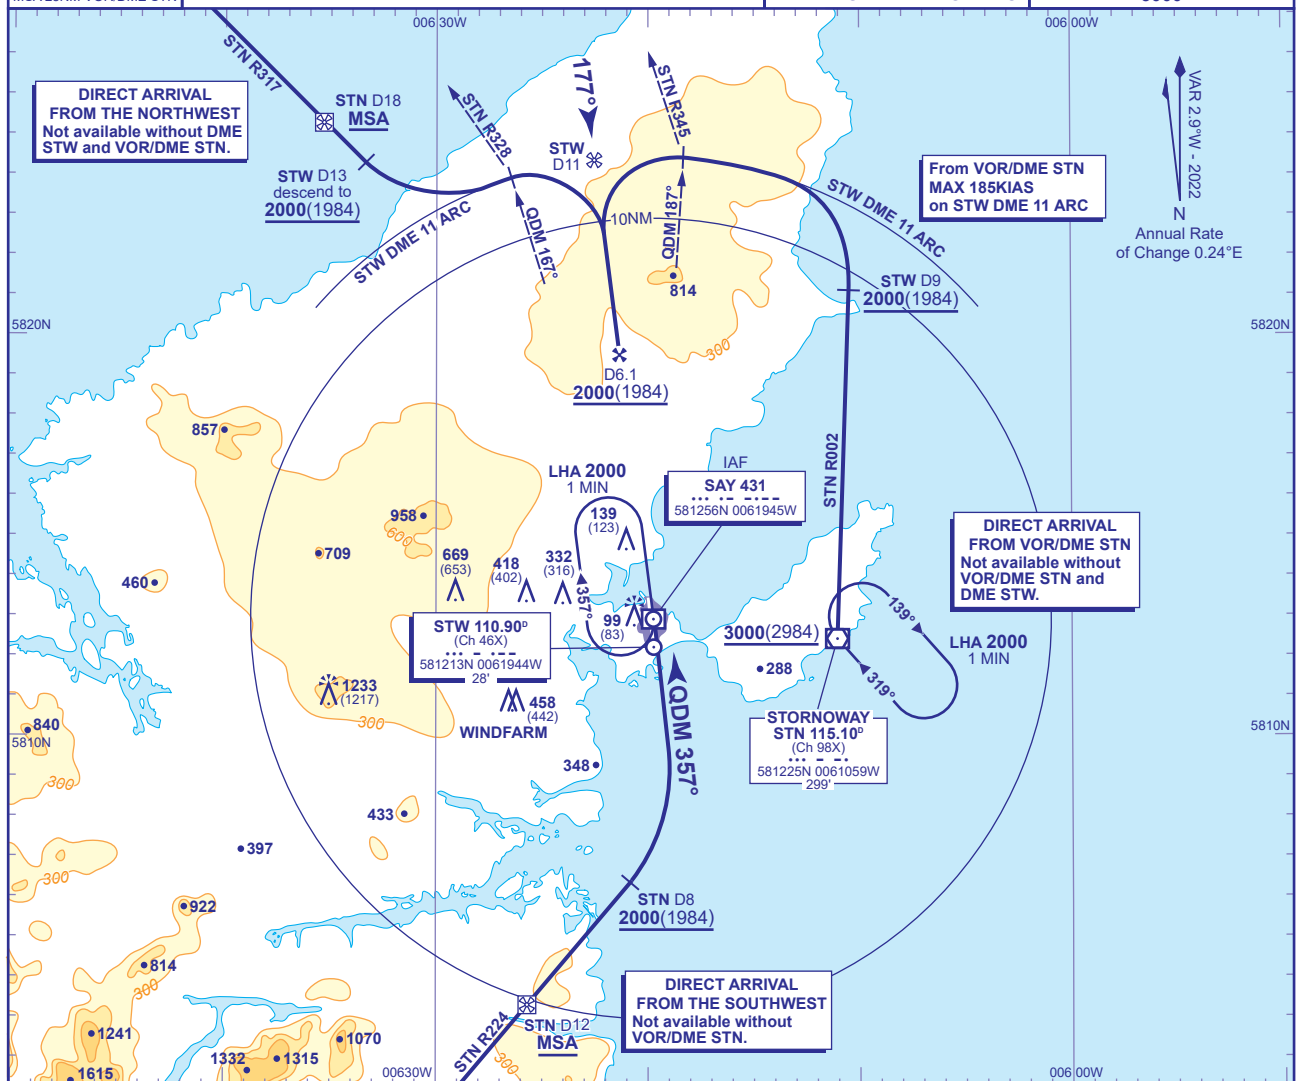 006 30W
006 00W
STN R317
DIRECT ARRIVAL
FROM THE NORTHWEST
Not available without DME
STW and VOR/DME STN.
STN D18
MSA
STW D13
descend to
2000(1984)
STN R328
177°
STW
D11
STN R345
QDM 167°
QDM 187°
10NM
STW DME 11 ARC
STW DME 11 ARC
From VOR/DME STN
MAX 185KIAS
on STW DME 11 ARC
VAR 2.9°W - 2022
N
Annual Rate
of Change 0.24°E
814
STW D9
2000(1984)
5820N
5820N
300
D6.1
2000(1984)
857
STN R002
LHA 2000
1 MIN
IAF
SAY 431
581256N 0061945W
139
(123)
958
600
709
669
(653)
418
(402)
332
(316)
460
357°
99
(83)
DIRECT ARRIVAL
FROM VOR/DME STN
Not available without
VOR/DME STN and
DME STW.
STW 110.90D
(Ch 46X)
581213N 0061944W
28'
3000(2984)
288
139°
319°
LHA 2000
1 MIN
1233
(1217)
300
458
(442)
WINDFARM
QDM 357°
STORNOWAY
STN 115.10D
(Ch 98X)
581225N 0061059W
299'
840
5810N
5810N
300
348
433
397
300
STN D8
2000(1984)
922
814
300
DIRECT ARRIVAL
FROM THE SOUTHWEST
Not available without
VOR/DME STN.
STN D12
MSA
STN R224
300
1241
1070
1332
1315
1615
006 30W
006 00W